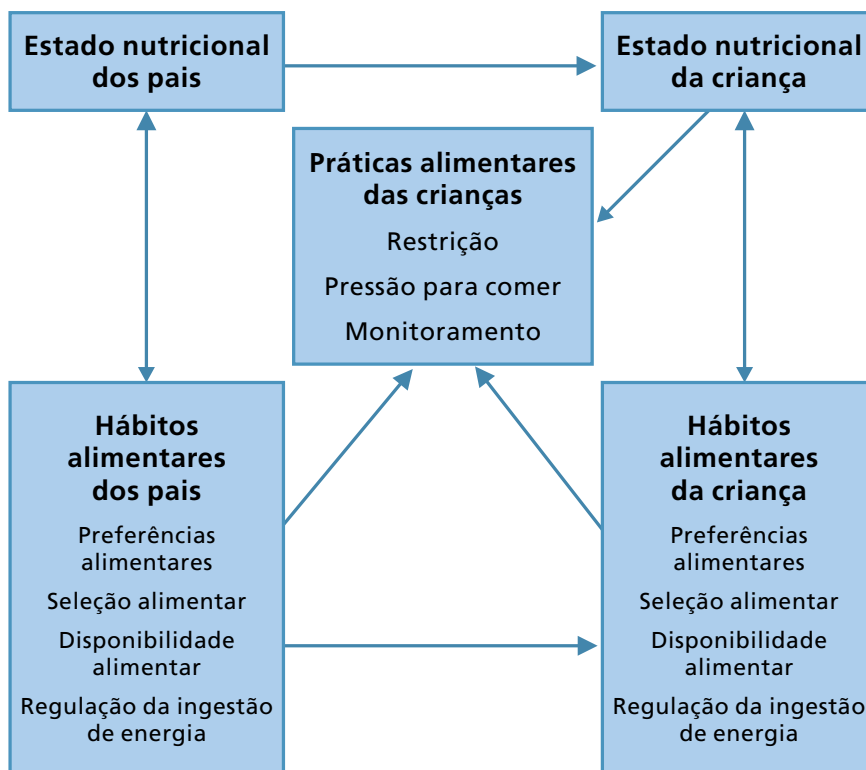 Estado nutricional
dos pais
Estado nutricional
da criança
Práticas alimentares
das crianças
Restrição
Pressão para comer
Monitoramento
Hábitos
alimentares
dos pais
Preferências
alimentares
Seleção alimentar
Disponibilidade
alimentar
Regulação da ingestão
de energia
Hábitos
alimentares
da criança
Preferências
alimentares
Seleção alimentar
Disponibilidade
alimentar
Regulação da ingestão
de energia